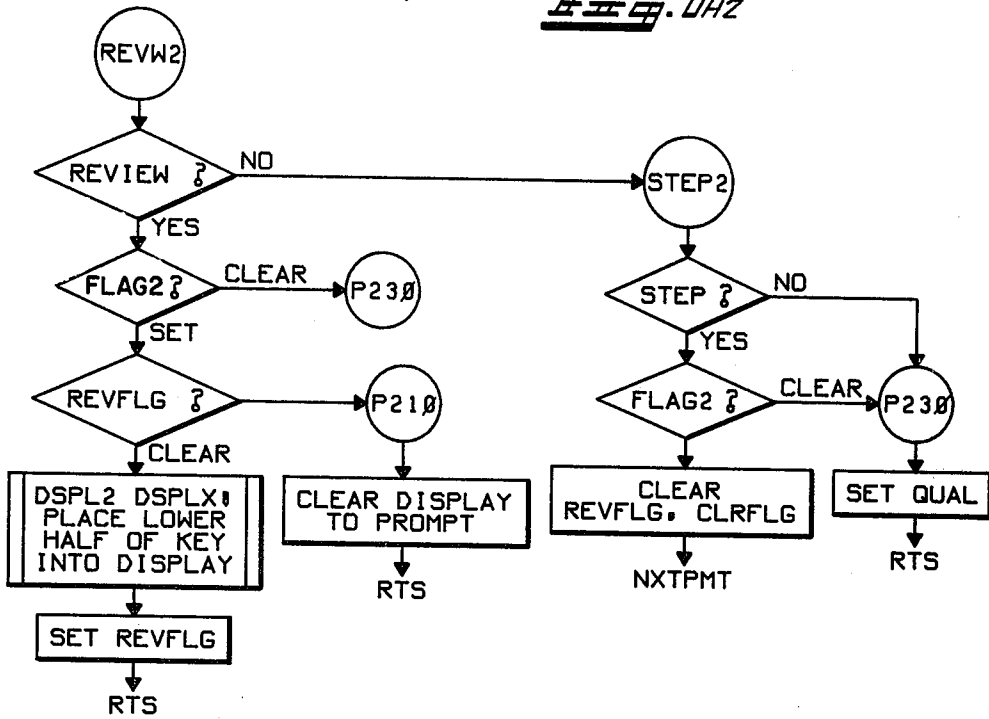 REVW2
REVIEW ?
NO
YES
STEP2
FLAG2?
CLEAR
P230
SET
STEP ?
NO
YES
REVFLG ?
P210
CLEAR
FLAG2 ?
CLEAR
P230
DSPL2 DSPLX:
PLACE LOWER
HALF OF KEY
INTO DISPLAY
CLEAR DISPLAY
TO PROMPT
CLEAR
REVFLG. CLRFLG
SET QUAL
RTS
NXTPMT
RTS
SET REVFLG
RTS